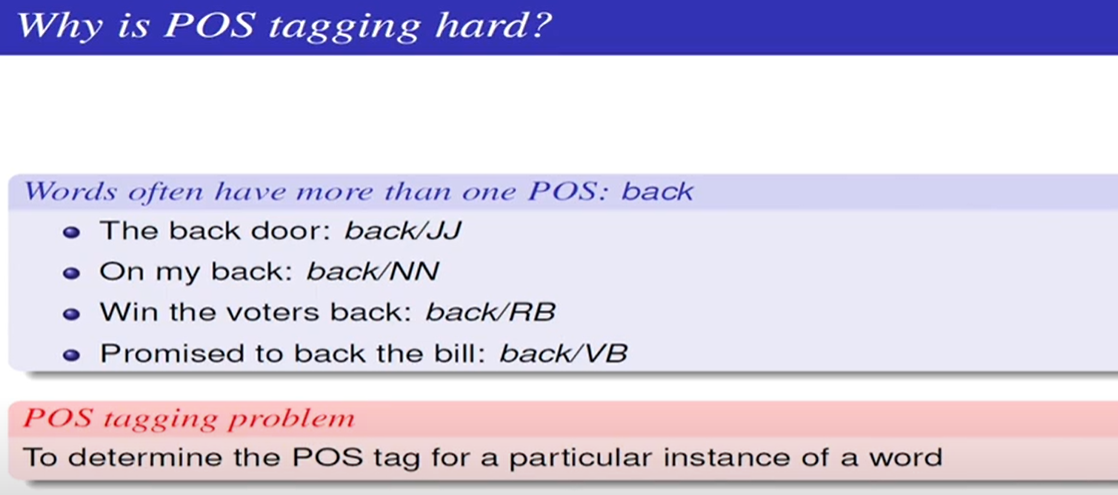 Why is POS tagging hard?
Words often have more than one POS: back
The back door: back/JJ
On my back: back/NN
Win the voters back: back/RB
Promised to back the bill: back/VB
POS tagging problem
To determine the POS tag for a particular instance of a word